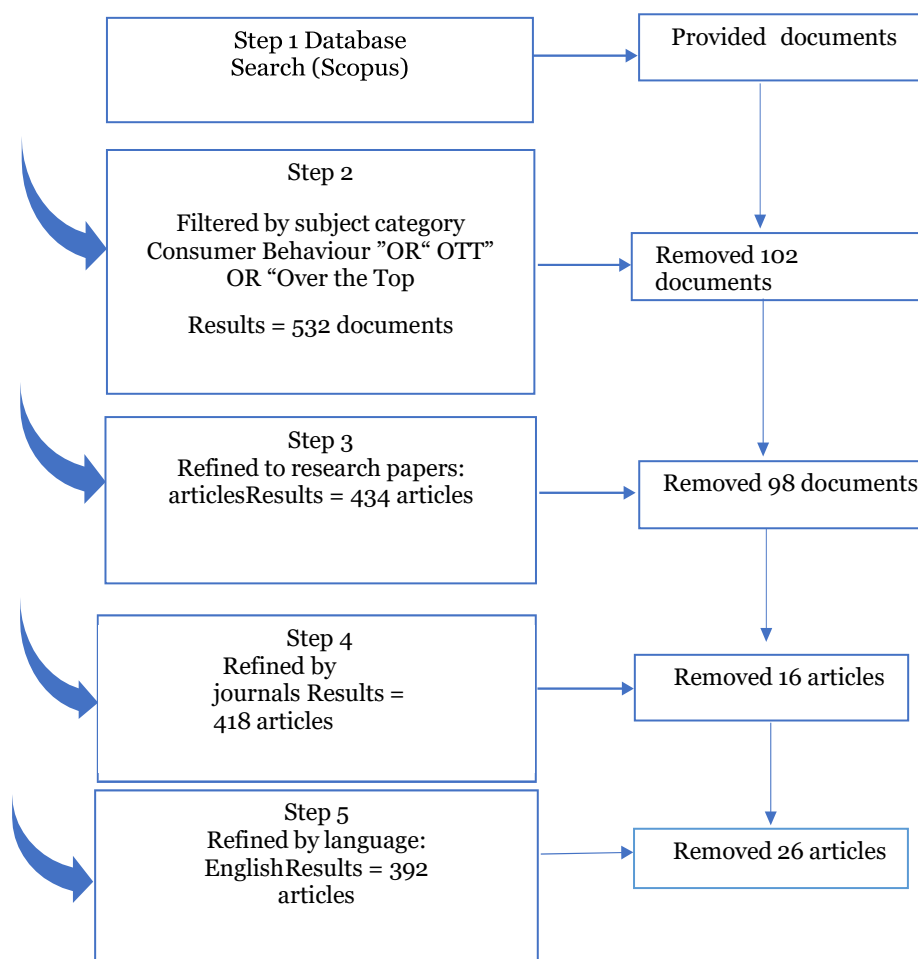 Step 1 Database
Search (Scopus)
Provided documents
Step 2
Filtered by subject category
Consumer Behaviour ”OR“ OTT”
OR “Over the Top
Results = 532 documents
Removed 102
documents
Step 3
Refined to research papers:
articlesResults = 434 articles
Removed 98 documents
Step 4
Refined by
journals Results =
418 articles
Removed 16 articles
Step 5
Refined by language:
EnglishResults = 392
articles
Removed 26 articles